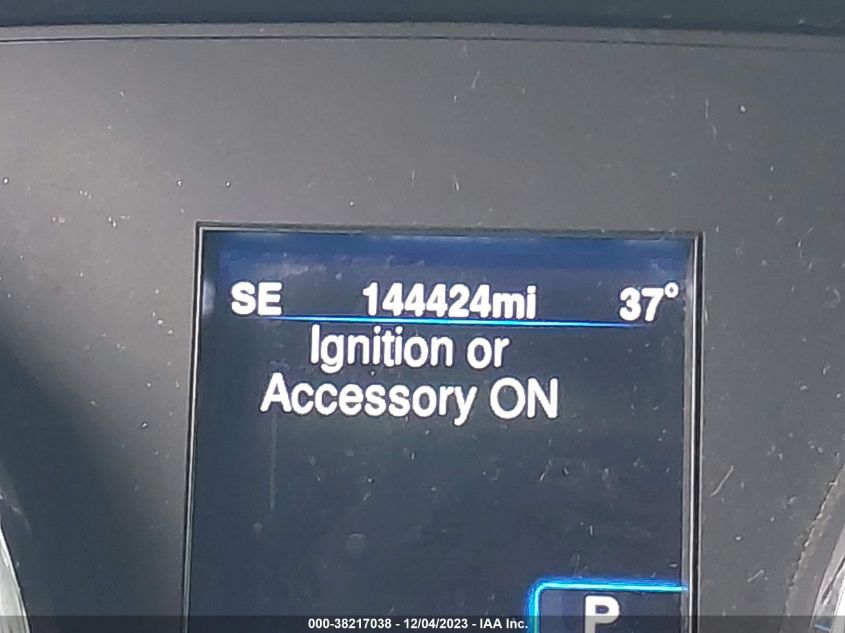 SE 144424mi 37°
Ignition or
Accessory ON
P
000-38217038 - 12/04/2023 - IAA Inc.